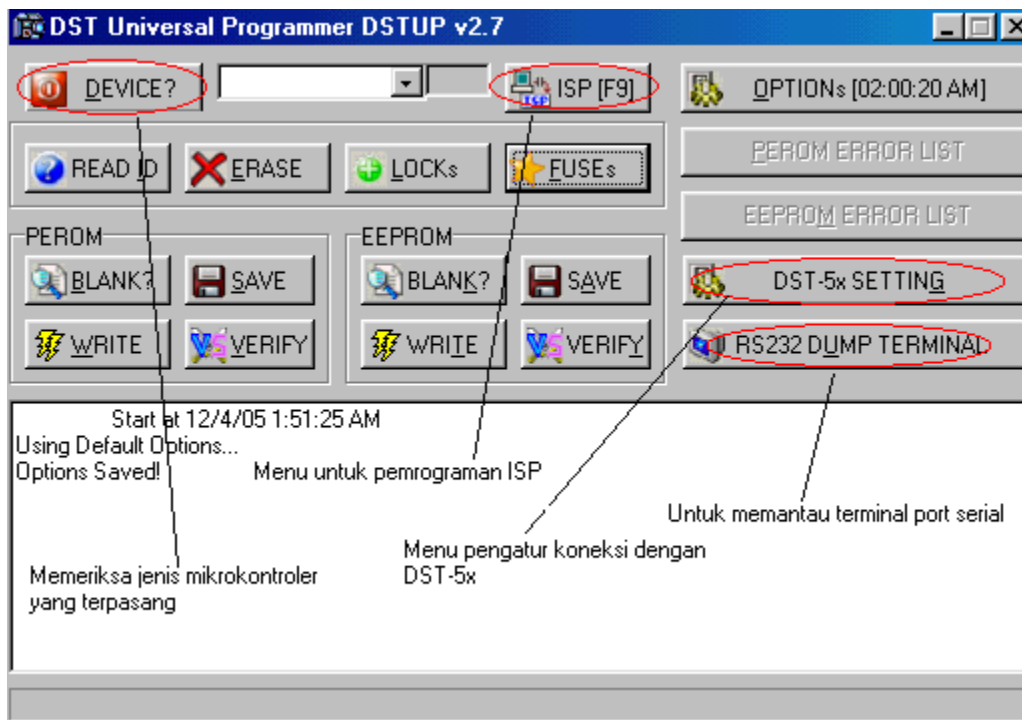 DST Universal Programmer DSTUP v2.7
DEVICE?
ISP [F9]
OPTIONs [02:00:20 AM]
READ ID
ERASE
LOCKs
FUSEs
PEROM ERROR LIST
EEPROM ERROR LIST
PEROM
EEPROM
BLANK?
SAVE
BLANK?
SAVE
DST-5x SETTING
WRITE
VERIFY
WRITE
VERIFY
RS232 DUMP TERMINAL
Start at 12/4/05 1:51:25 AM
Using Default Options...
Options Saved!
Menu untuk pemrograman ISP
Untuk memantau terminal port serial
Menu pengatur koneksi dengan
DST-5x
Memeriksa jenis mikrokontroler
yang terpasang